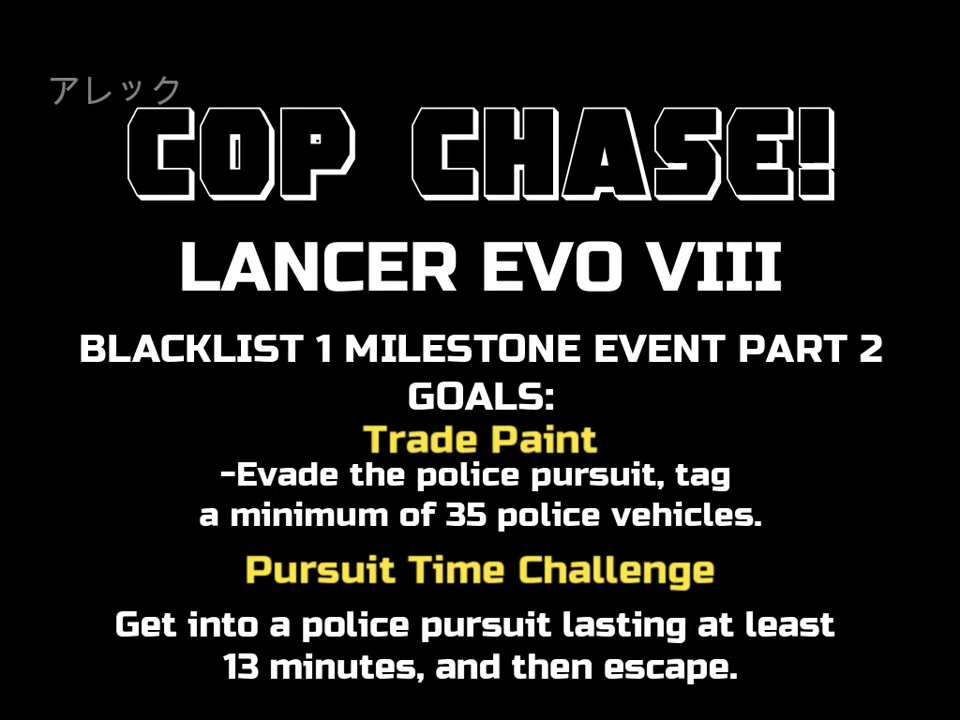 アレック
COP CHASE!
LANCER EVO VIII
BLACKLIST 1 MILESTONE EVENT PART 2
GOALS:
Trade Paint
-Evade the police pursuit, tag
a minimum of 35 police vehicles.
Pursuit Time Challenge
Get into a police pursuit lasting at least
13 minutes, and then escape.